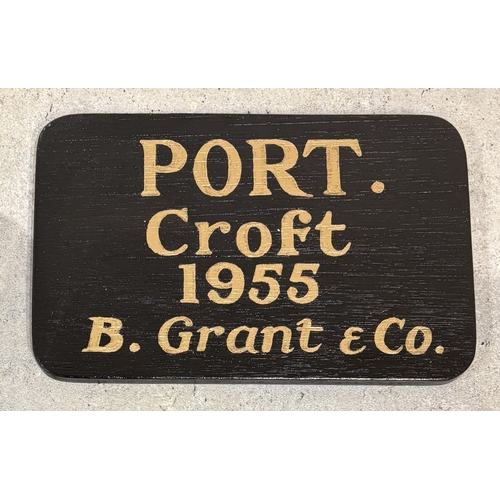 PORT.
Croft
1955
B. Grant & Co.